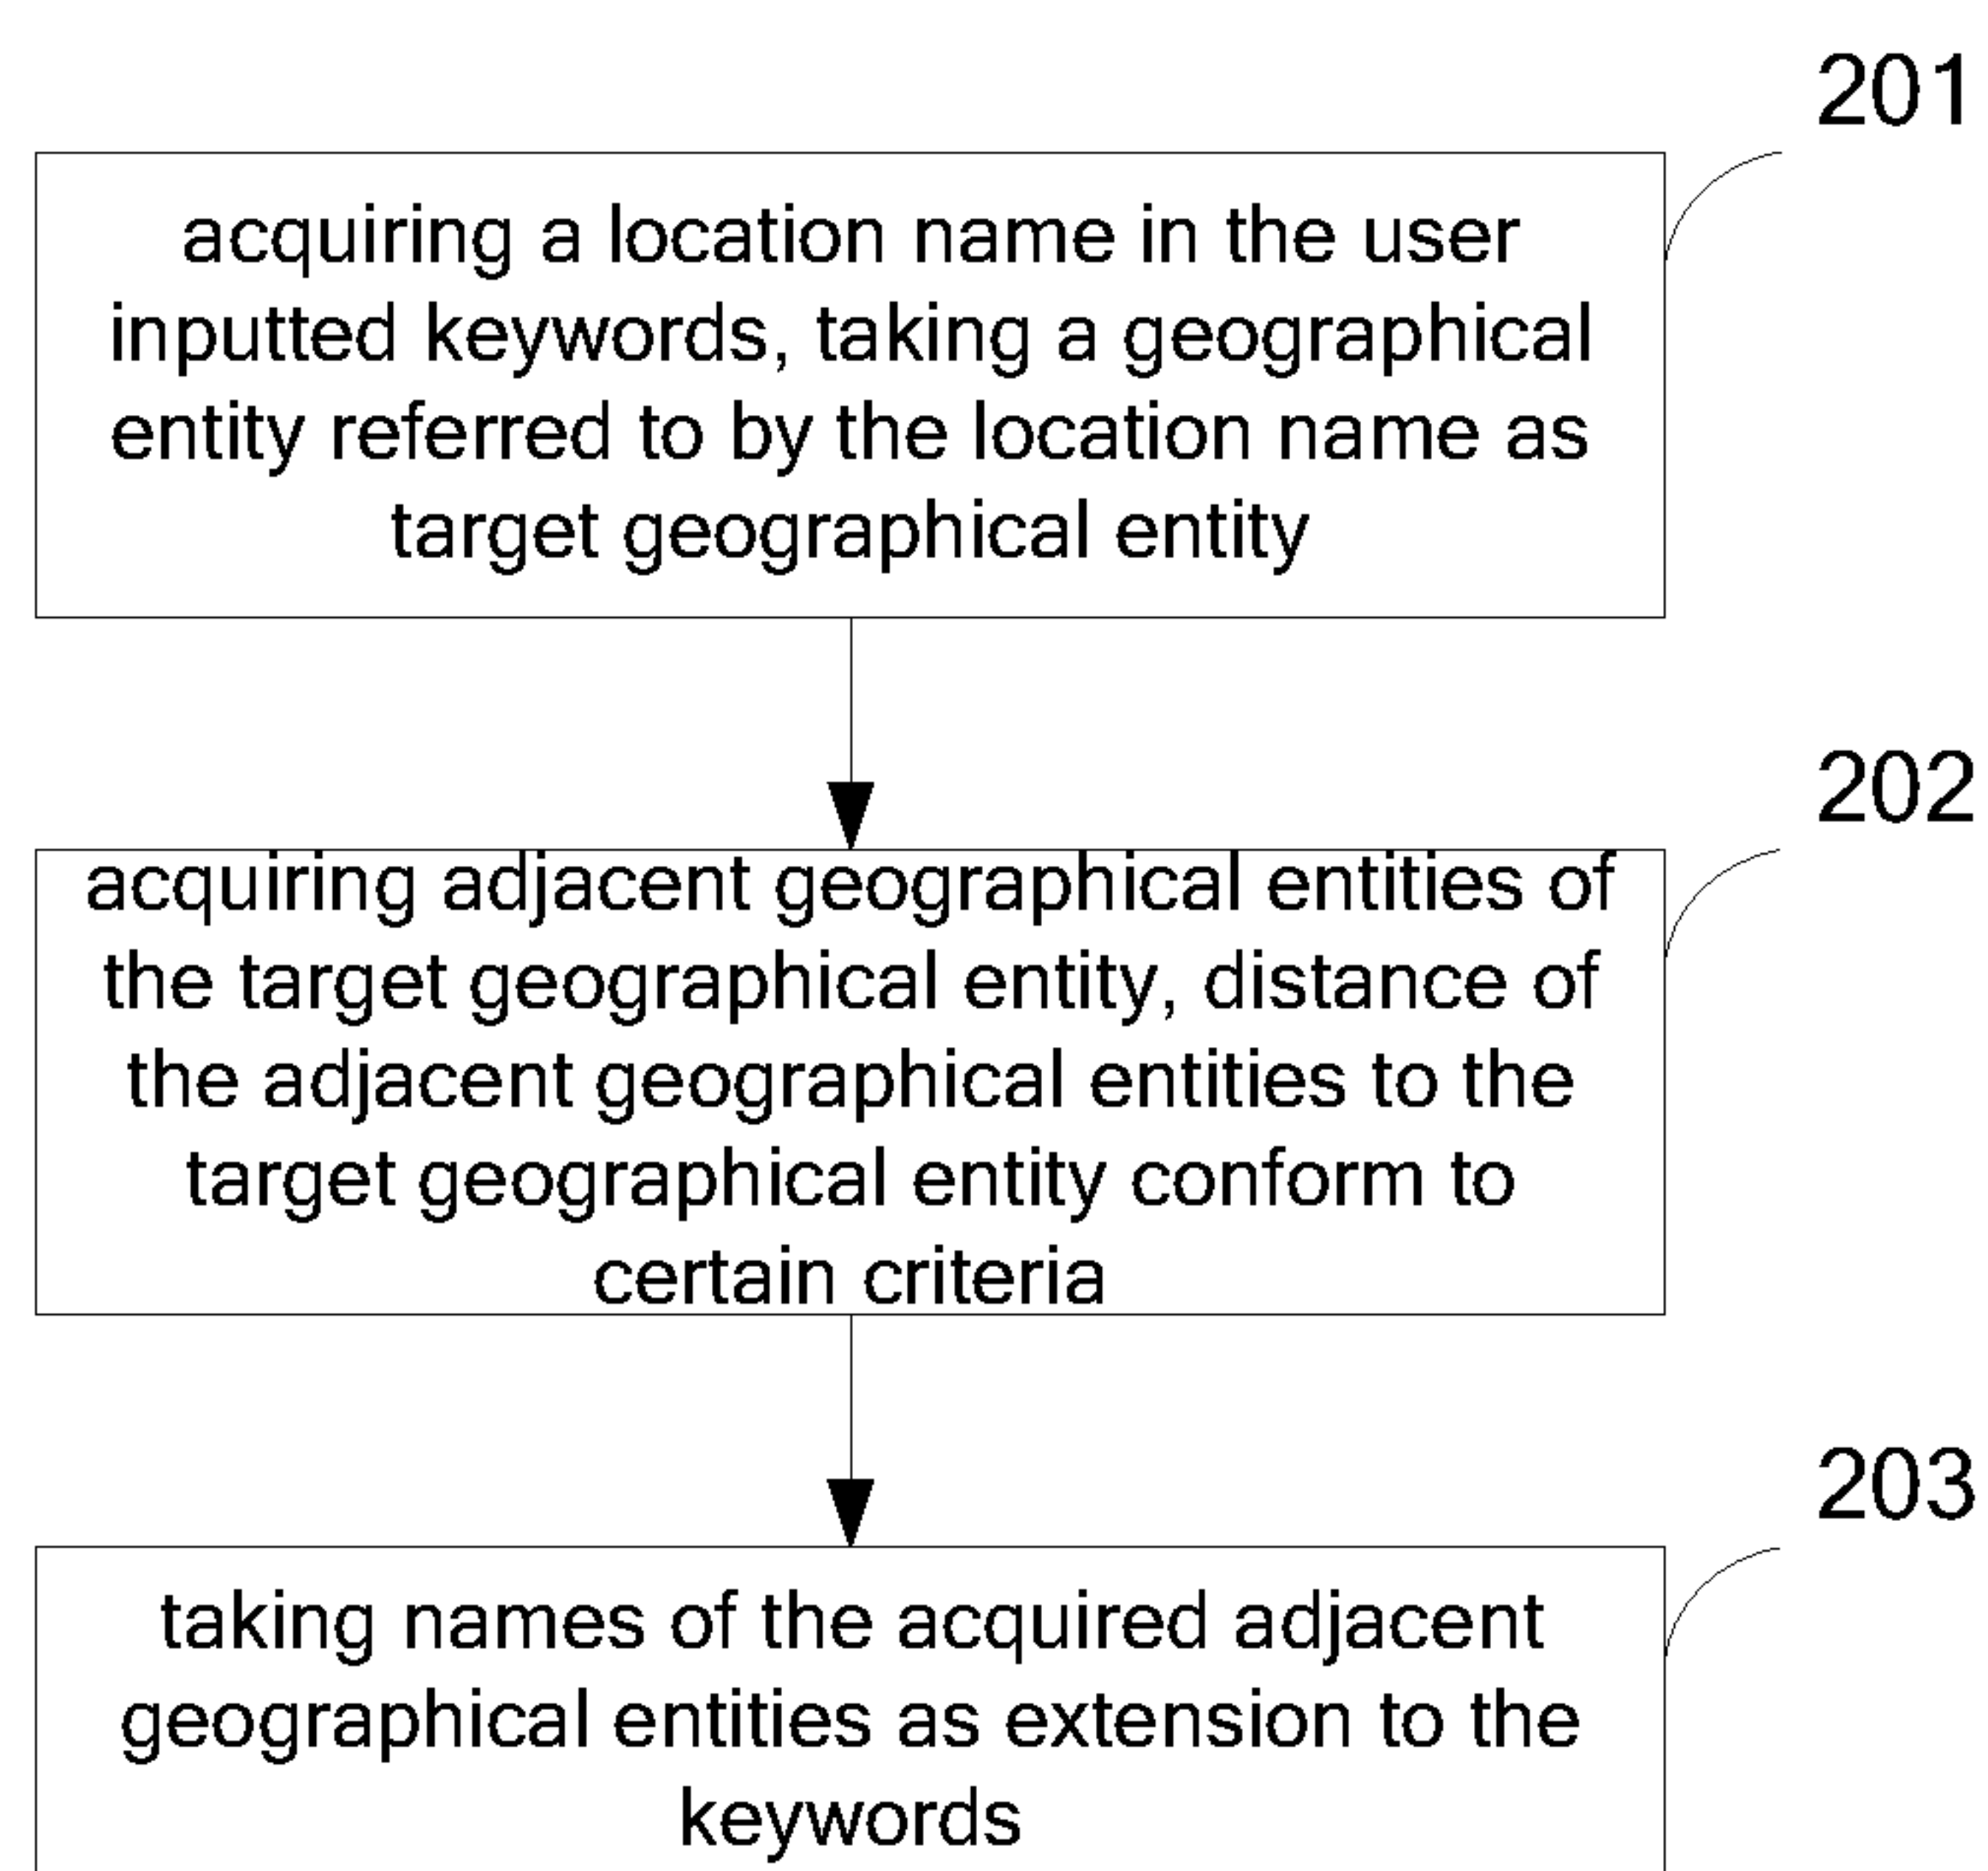 201
acquiring a location name in the user
inputted keywords, taking a geographical
entity referred to by the location name as
target geographical entity
202
acquiring adjacent geographical entities of
the target geographical entity, distance of
the adjacent geographical entities to the
target geographical entity conform to
certain criteria
203
taking names of the acquired adjacent
geographical entities as extension to the
keywords